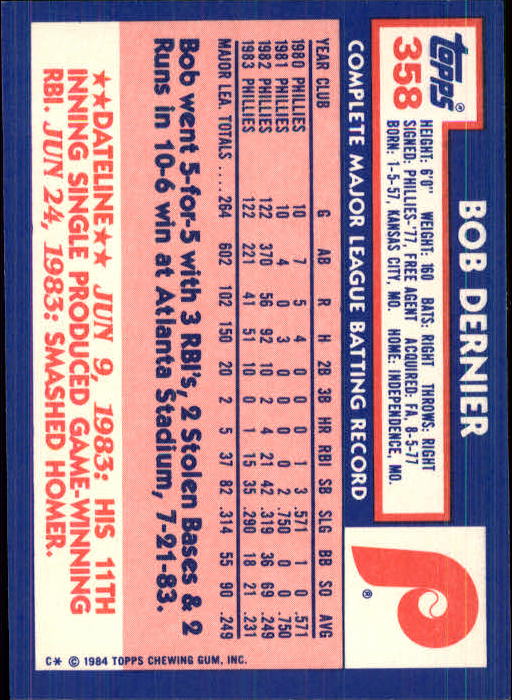 BOB DERNIER
topps®
358
HEIGHT: 6'0" WEIGHT: 160 BATS: RIGHT THROWS: RIGHT
SIGNED: PHILLIES-'77, FREE AGENT ACQUIRED: FA, 8-5-77
BORN: 1-5-57, KANSAS CITY, MO. HOME: INDEPENDENCE, MO.
®
COMPLETE MAJOR LEAGUE BATTING RECORD
YEAR CLUB G AB R H 2B 3B HR RBI SB SLG BB SO AVG
1980 PHILLIES 10 7 5 4 0 0 0 1 3 .571 1 0 .571
1981 PHILLIES 10 4 0 3 0 0 0 0 2 .750 0 0 .750
1982 PHILLIES 122 370 56 92 10 2 4 21 42 .319 36 69 .249
1983 PHILLIES 122 221 41 51 10 0 1 15 35 .290 18 21 .231
MAJOR LEA. TOTALS ..... 264 602 102 150 20 2 5 37 82 .314 55 90 .249
Bob went 5-for-5 with 3 RBI's, 2 Stolen Bases & 2
Runs in 10-6 win at Atlanta Stadium, 7-21-83.
★★DATELINE★★ JUN 9, 1983: HIS 11TH
INNING SINGLE PRODUCED GAME-WINNING
RBI. JUN 24, 1983: SMASHED HOMER.
C* © 1984 TOPPS CHEWING GUM, INC.